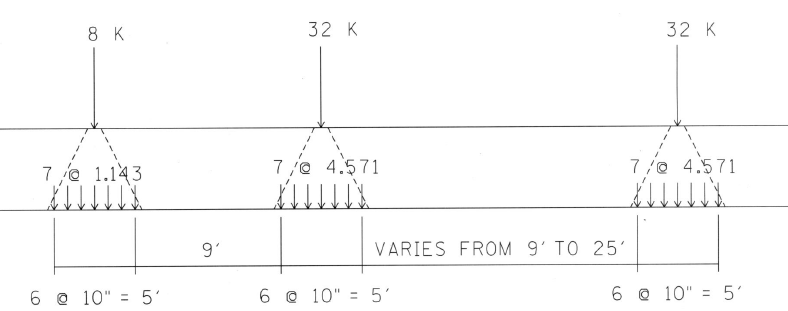 8 K
32 K
32 K
7 @ 1.143
7 @ 4.571
7 @ 4.571
9'
VARIES FROM 9' TO 25'
6 @ 10" = 5'
6 @ 10" = 5'
6 @ 10" = 5'